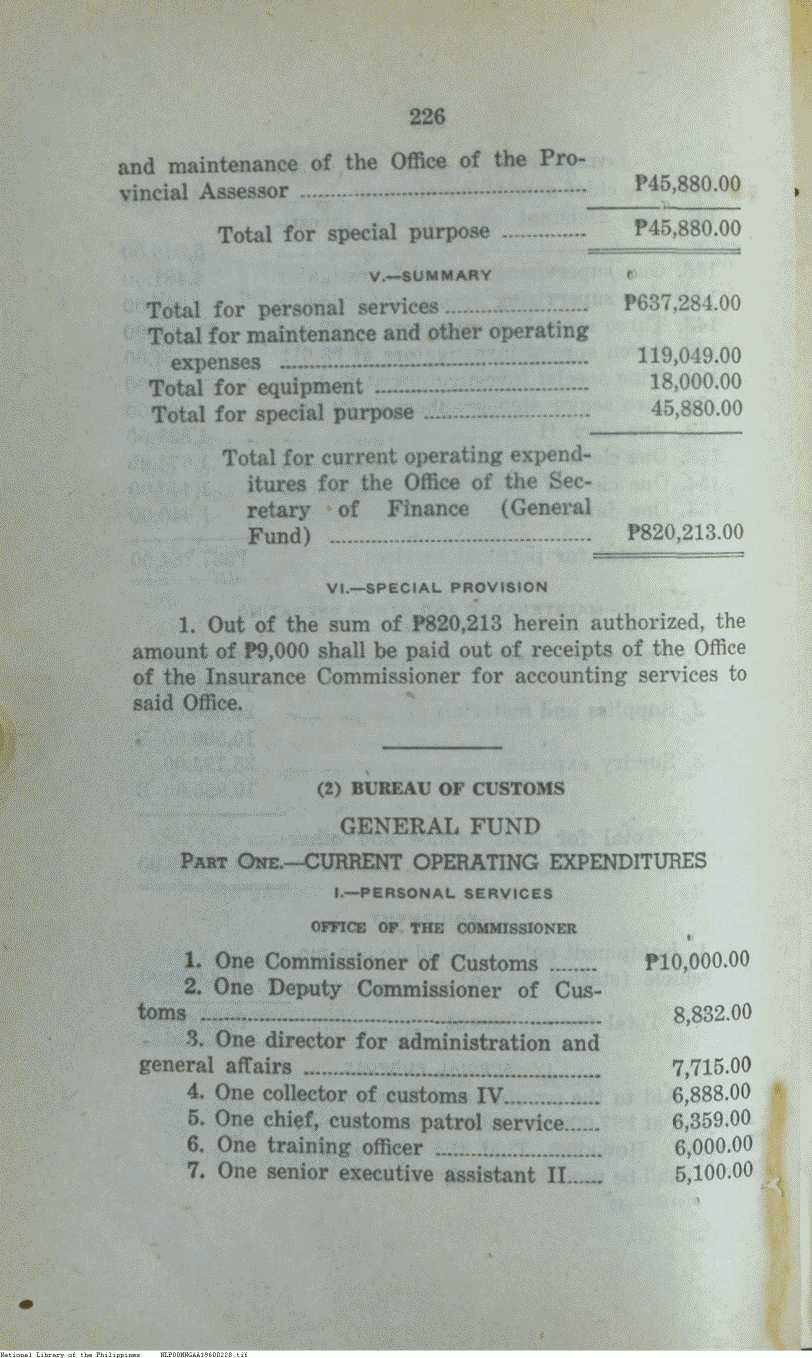 226
and maintenance of the Office of the Pro-
vincial Assessor ............ ₱45,880.00
Total for special purpose ............ ₱45,880.00
V.—SUMMARY
Total for personal services ............ ₱637,284.00
Total for maintenance and other operating
expenses ............ 119,049.00
Total for equipment ............ 18,000.00
Total for special purpose ............ 45,880.00
Total for current operating expend-
itures for the Office of the Sec-
retary of Finance (General
Fund) ............ ₱820,213.00
VI.—SPECIAL PROVISION
1. Out of the sum of ₱820,213 herein authorized, the
amount of ₱9,000 shall be paid out of receipts of the Office
of the Insurance Commissioner for accounting services to
said Office.
(2) BUREAU OF CUSTOMS
GENERAL FUND
PART ONE.—CURRENT OPERATING EXPENDITURES
I.—PERSONAL SERVICES
OFFICE OF THE COMMISSIONER
1. One Commissioner of Customs ........ ₱10,000.00
2. One Deputy Commissioner of Cus-
toms ............ 8,832.00
3. One director for administration and
general affairs ............ 7,715.00
4. One collector of customs IV............ 6,888.00
5. One chief, customs patrol service...... 6,359.00
6. One training officer ............ 6,000.00
7. One senior executive assistant II...... 5,100.00
National Library of the Philippines NLP00MNGAA19600228.tif